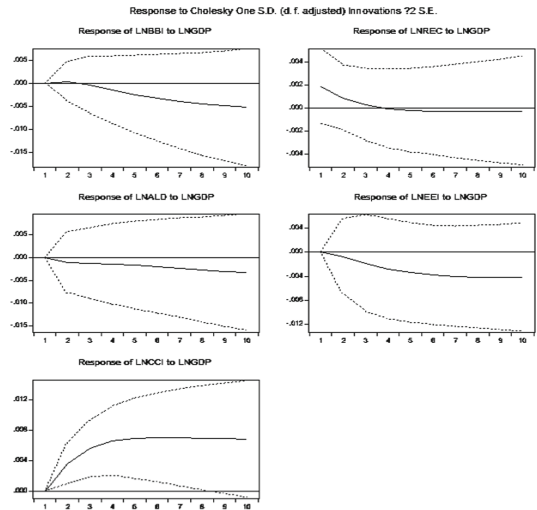 Response to Cholesky One S.D. (d.f. adjusted) Innovations ?2 S.E.
Response of LNBBI to LNGDP
.005
.000
-.005
-.010
-.015
1 2 3 4 5 6 7 8 9 10
Response of LNREC to LNGDP
.004
.002
.000
-.002
-.004
1 2 3 4 5 6 7 8 9 10
Response of LNALD to LNGDP
.005
.000
-.005
-.010
-.015
1 2 3 4 5 6 7 8 9 10
Response of LNEEI to LNGDP
.004
.000
-.004
-.008
-.012
1 2 3 4 5 6 7 8 9 10
Response of LNCCI to LNGDP
.012
.008
.004
.000
1 2 3 4 5 6 7 8 9 10